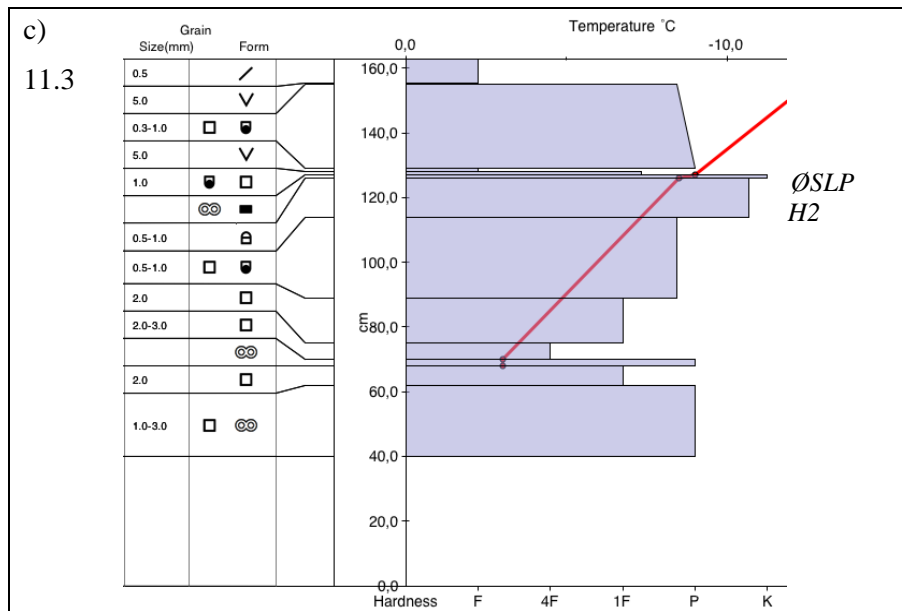 c)
11.3
Grain
Size(mm) Form
Temperature °C
0,0 -10,0
0.5
5.0
0.3-1.0
5.0
1.0
0.5-1.0
0.5-1.0
2.0
2.0-3.0
2.0
1.0-3.0
160,0
140,0
120,0
100,0
80,0
60,0
40,0
20,0
0,0
cm
ØSLP
H2
Hardness F 4F 1F P K